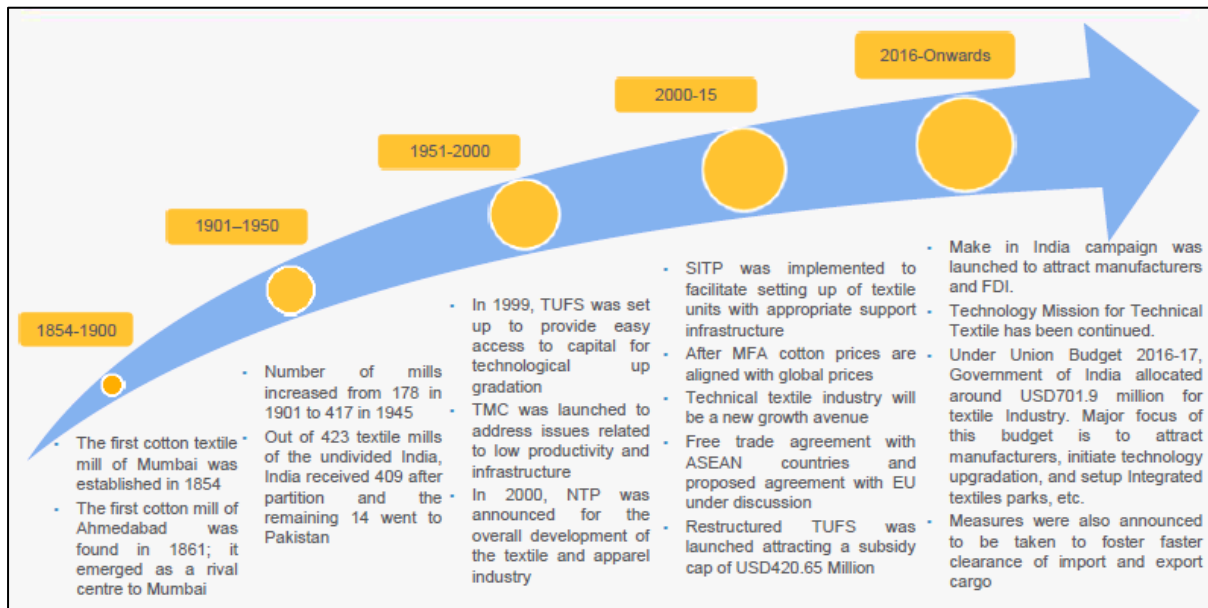 1854-1900
• The first cotton textile
mill of Mumbai was
established in 1854
• The first cotton mill of
Ahmedabad was
found in 1861; it
emerged as a rival
centre to Mumbai
1901–1950
• Number of mills
increased from 178 in
1901 to 417 in 1945
• Out of 423 textile mills
of the undivided India,
India received 409 after
partition and the
remaining 14 went to
Pakistan
1951-2000
• In 1999, TUFS was set
up to provide easy
access to capital for
technological up
gradation
• TMC was launched to
address issues related
to low productivity and
infrastructure
• In 2000, NTP was
announced for the
overall development of
the textile and apparel
industry
2000-15
• SITP was implemented to
facilitate setting up of textile
units with appropriate support
infrastructure
• After MFA cotton prices are
aligned with global prices
• Technical textile industry will
be a new growth avenue
• Free trade agreement with
ASEAN countries and
proposed agreement with EU
under discussion
• Restructured TUFS was
launched attracting a subsidy
cap of USD420.65 Million
2016-Onwards
• Make in India campaign was
launched to attract manufacturers
and FDI.
• Technology Mission for Technical
Textile has been continued.
• Under Union Budget 2016-17,
Government of India allocated
around USD701.9 million for
textile Industry. Major focus of
this budget is to attract
manufacturers, initiate technology
upgradation, and setup Integrated
textiles parks, etc.
• Measures were also announced
to be taken to foster faster
clearance of import and export
cargo